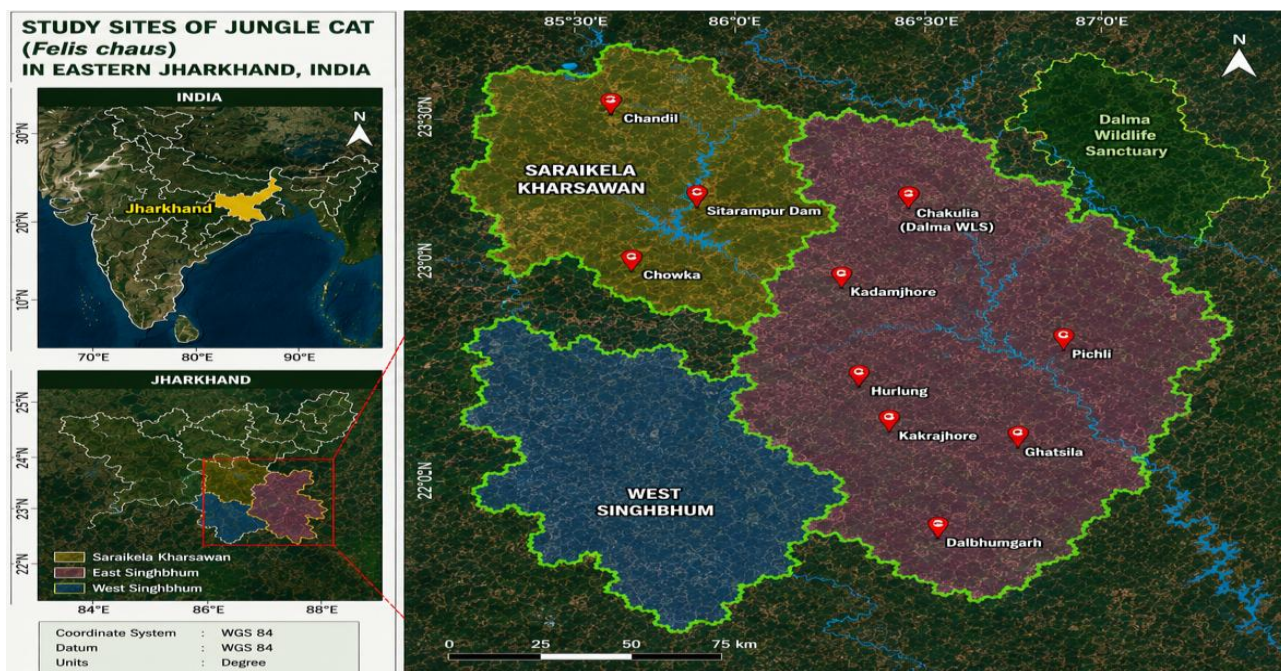 STUDY SITES OF JUNGLE CAT
(Felis chaus)
IN EASTERN JHARKHAND, INDIA
INDIA
N
30°N
20°N
10°N
Jharkhand
70°E 80°E 90°E
JHARKHAND
25°N
24°N
23°N
22°N
Saraikela Kharsawan
East Singhbhum
West Singhbhum
84°E 86°E 88°E
Coordinate System : WGS 84
Datum : WGS 84
Units : Degree
85°30'E 86°0'E 86°30'E 87°0'E
N
23°30'N
23°0'N
22°0'N
Chandil
SARAIKELA
KHARSAWAN
Sitarampur Dam
Chowka
Dalma
Wildlife
Sanctuary
Chakulia
(Dalma WLS)
Kadamjhore
Pichli
Hurlung
Kakrajhore
Ghatsila
WEST
SINGHBHUM
Dalbhumgarh
0 25 50 75 km